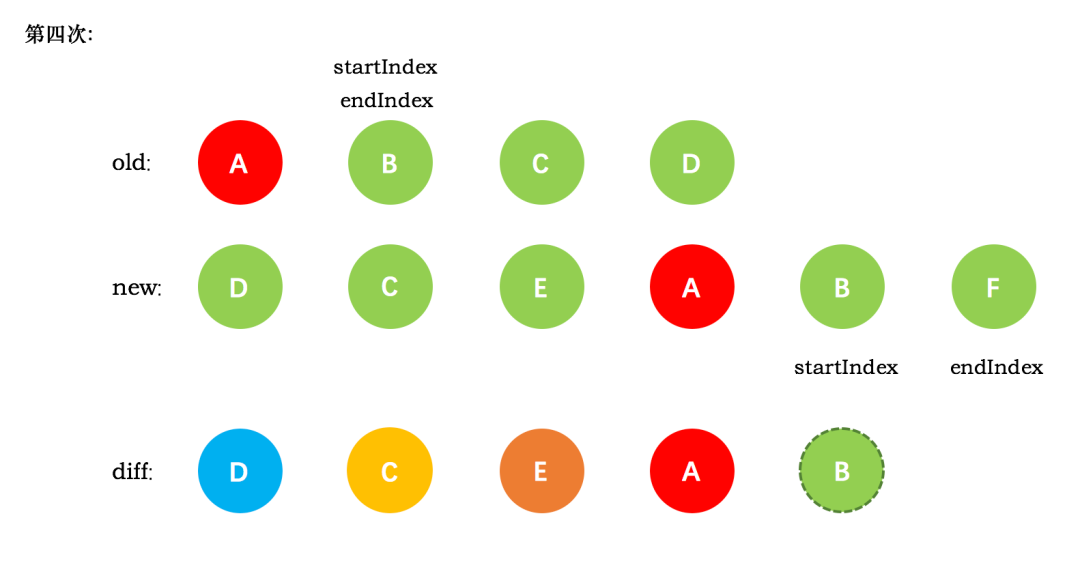 第四次:
startIndex
endIndex
old: A B C D
new: D C E A B F
startIndex endIndex
diff: D C E A B